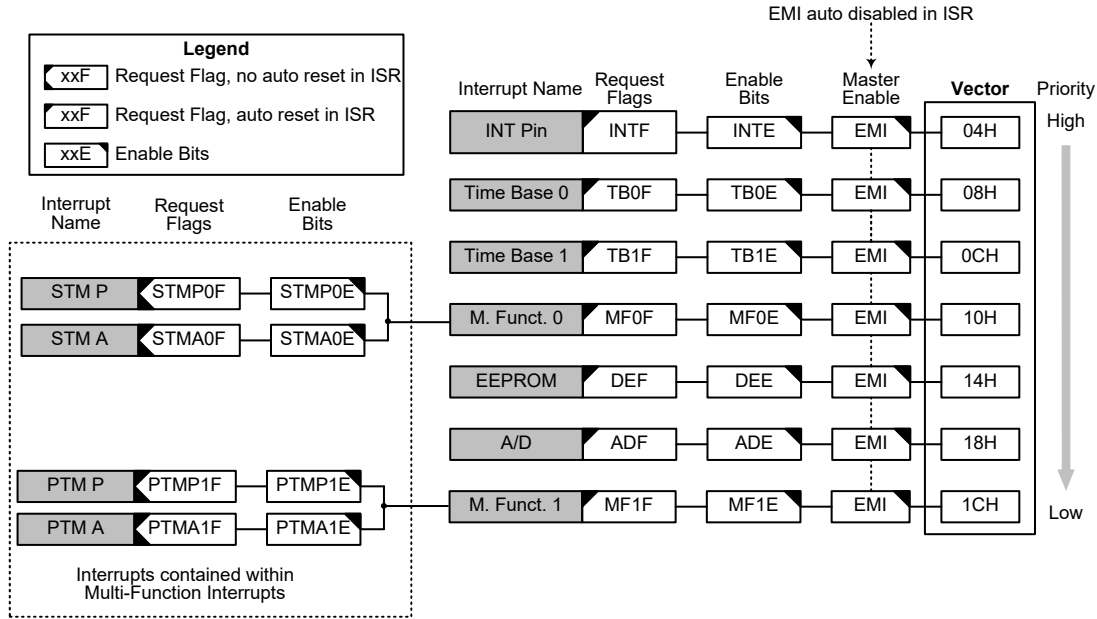 EMI auto disabled in ISR
Legend
xxF Request Flag, no auto reset in ISR
xxF Request Flag, auto reset in ISR
xxE Enable Bits
Interrupt Name Request Flags Enable Bits Master Enable Vector Priority
High
INT Pin INTF INTE EMI 04H
Time Base 0 TB0F TB0E EMI 08H
Time Base 1 TB1F TB1E EMI 0CH
M. Funct. 0 MF0F MF0E EMI 10H
EEPROM DEF DEE EMI 14H
A/D ADF ADE EMI 18H
M. Funct. 1 MF1F MF1E EMI 1CH
Low
Interrupt Name Request Flags Enable Bits
STM P STMP0F STMP0E
STM A STMA0F STMA0E
PTM P PTMP1F PTMP1E
PTM A PTMA1F PTMA1E
Interrupts contained within
Multi-Function Interrupts